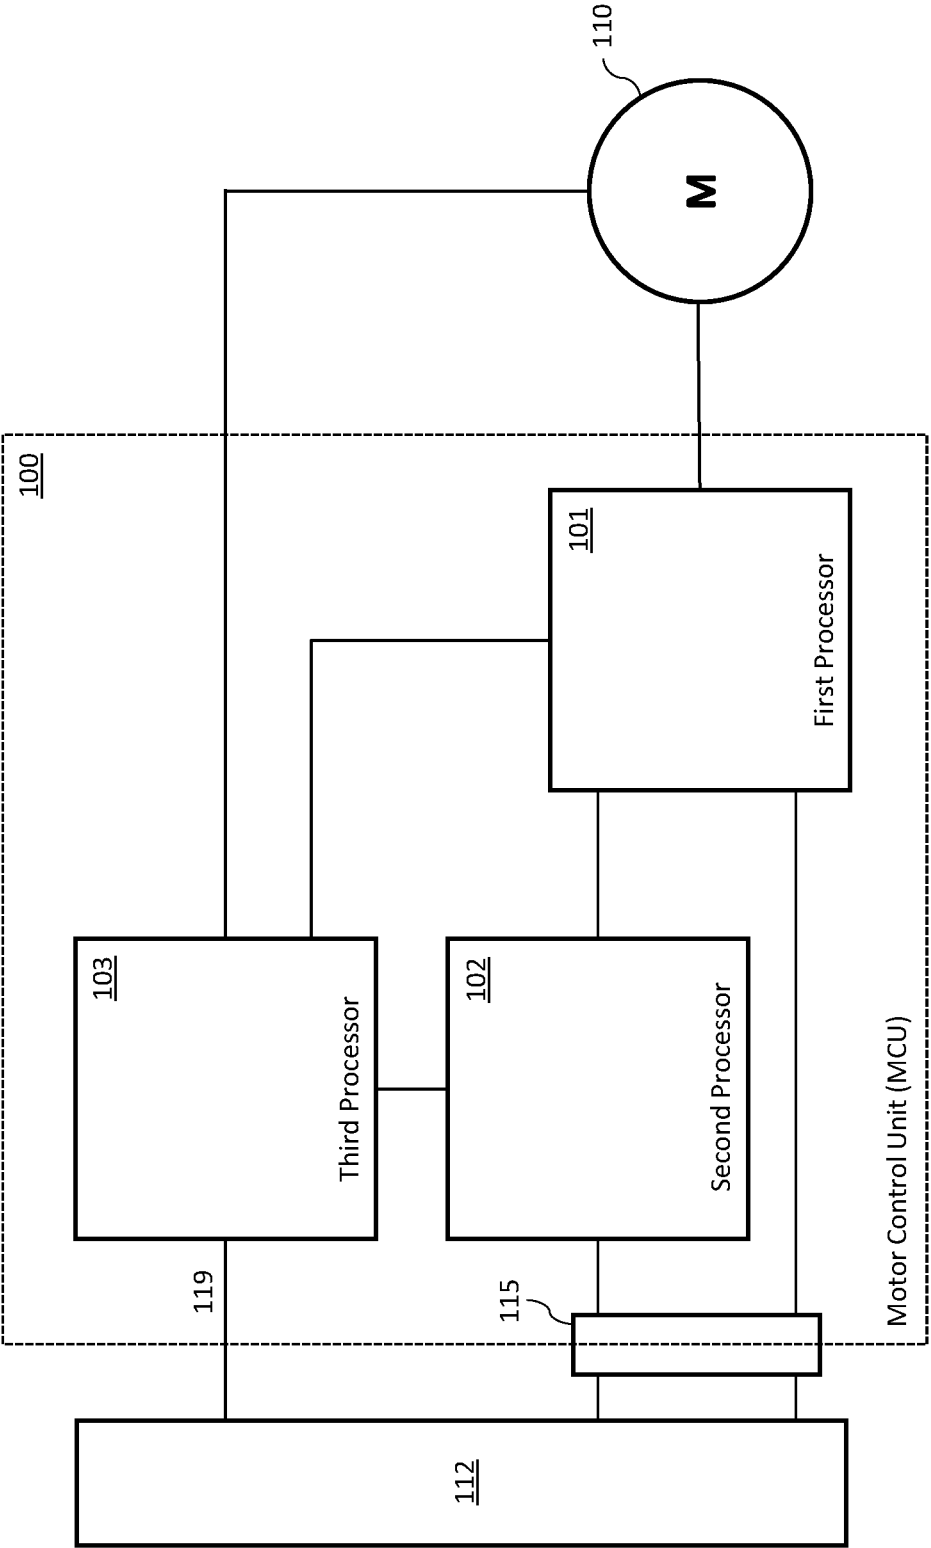 112
119
115
Motor Control Unit (MCU)
103
Third Processor
102
Second Processor
101
First Processor
100
110
M